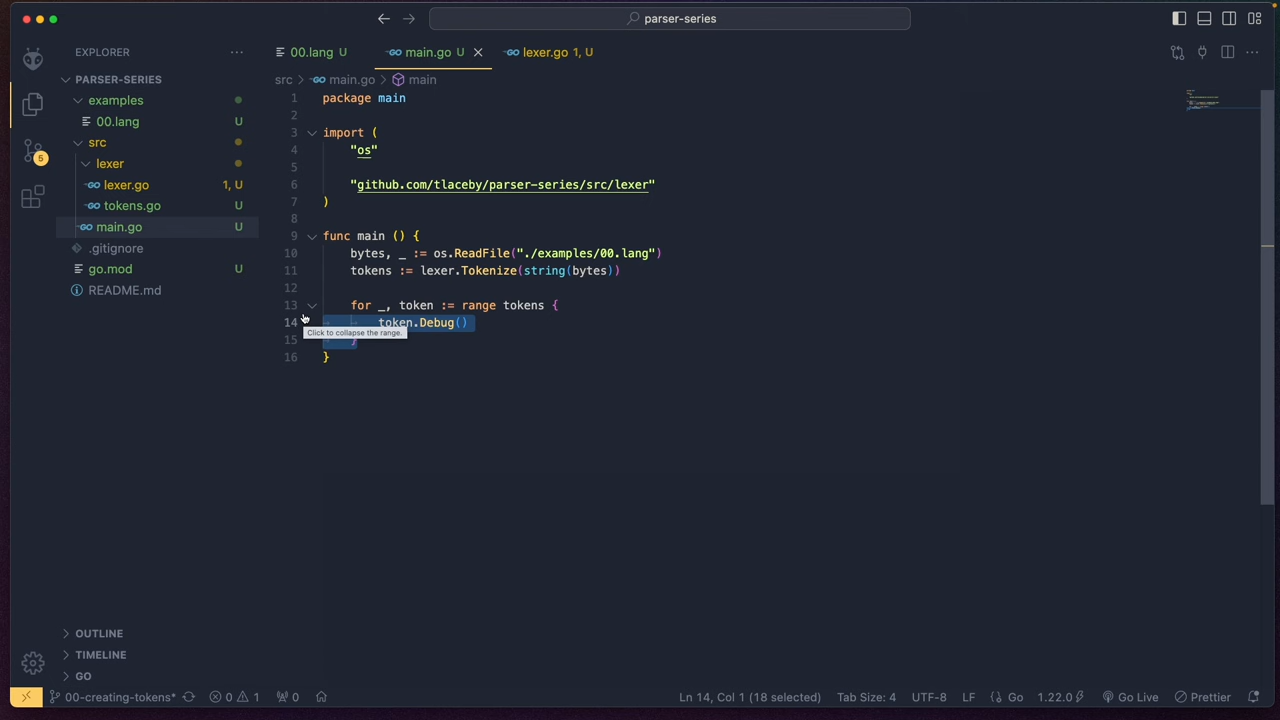 parser-series
EXPLORER
PARSER-SERIES
examples
00.lang U
src
lexer
lexer.go 1, U
tokens.go U
main.go U
.gitignore
go.mod U
README.md
5
OUTLINE
TIMELINE
GO
00.lang U
main.go U
lexer.go 1, U
src > main.go > main
1 package main
2
3 import (
4 "os"
5
6 "github.com/tlaceby/parser-series/src/lexer"
7 )
8
9 func main () {
10 bytes, _ := os.ReadFile("./examples/00.lang")
11 tokens := lexer.Tokenize(string(bytes))
12
13 for _, token := range tokens {
14 token.Debug()
Click to collapse the range.
15 }
16 }
00-creating-tokens* 0 1 0 Ln 14, Col 1 (18 selected) Tab Size: 4 UTF-8 LF {} Go 1.22.0 Go Live Prettier